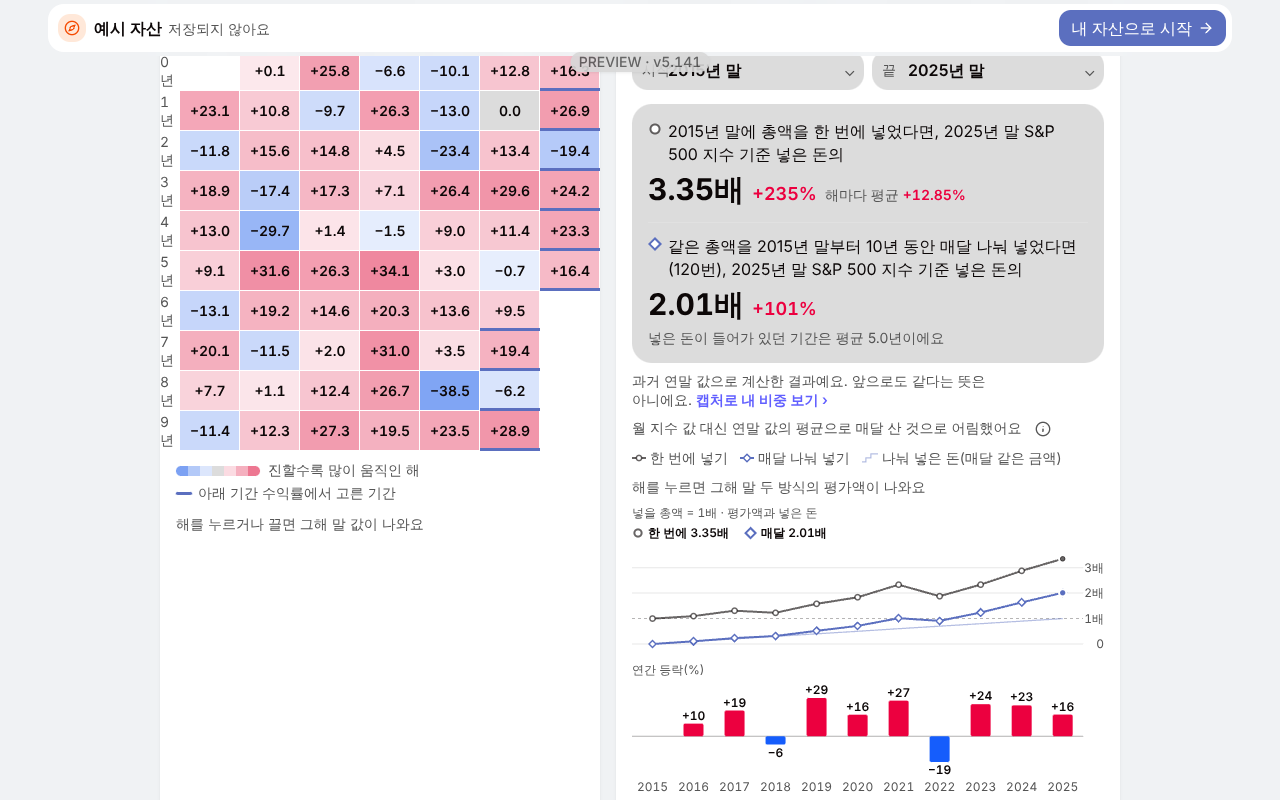 예시 자산 저장되지 않아요
내 자산으로 시작 →
PREVIEW · v5.141
0년 +0.1 +25.8 −6.6 −10.1 +12.8 +16.3
1년 +23.1 +10.8 −9.7 +26.3 −13.0 0.0 +26.9
2년 −11.8 +15.6 +14.8 +4.5 −23.4 +13.4 −19.4
3년 +18.9 −17.4 +17.3 +7.1 +26.4 +29.6 +24.2
4년 +13.0 −29.7 +1.4 −1.5 +9.0 +11.4 +23.3
5년 +9.1 +31.6 +26.3 +34.1 +3.0 −0.7 +16.4
6년 −13.1 +19.2 +14.6 +20.3 +13.6 +9.5
7년 +20.1 −11.5 +2.0 +31.0 +3.5 +19.4
8년 +7.7 +1.1 +12.4 +26.7 −38.5 −6.2
9년 −11.4 +12.3 +27.3 +19.5 +23.5 +28.9
진할수록 많이 움직인 해
아래 기간 수익률에서 고른 기간
해를 누르거나 끌면 그해 말 값이 나와요
시작 2015년 말
끝 2025년 말
2015년 말에 총액을 한 번에 넣었다면, 2025년 말 S&P
500 지수 기준 넣은 돈의
3.35배 +235% 해마다 평균 +12.85%
같은 총액을 2015년 말부터 10년 동안 매달 나눠 넣었다면
(120번), 2025년 말 S&P 500 지수 기준 넣은 돈의
2.01배 +101%
넣은 돈이 들어가 있던 기간은 평균 5.0년이에요
과거 연말 값으로 계산한 결과예요. 앞으로도 같다는 뜻은
아니에요. 캡처로 내 비중 보기 ›
월 지수 값 대신 연말 값의 평균으로 매달 산 것으로 어림했어요
한 번에 넣기 매달 나눠 넣기 나눠 넣은 돈(매달 같은 금액)
해를 누르면 그해 말 두 방식의 평가액이 나와요
넣을 총액 = 1배 · 평가액과 넣은 돈
한 번에 3.35배 매달 2.01배
3배
2배
1배
0
연간 등락(%)
+10 +19 −6 +29 +16 +27 −19 +24 +23 +16
2015 2016 2017 2018 2019 2020 2021 2022 2023 2024 2025